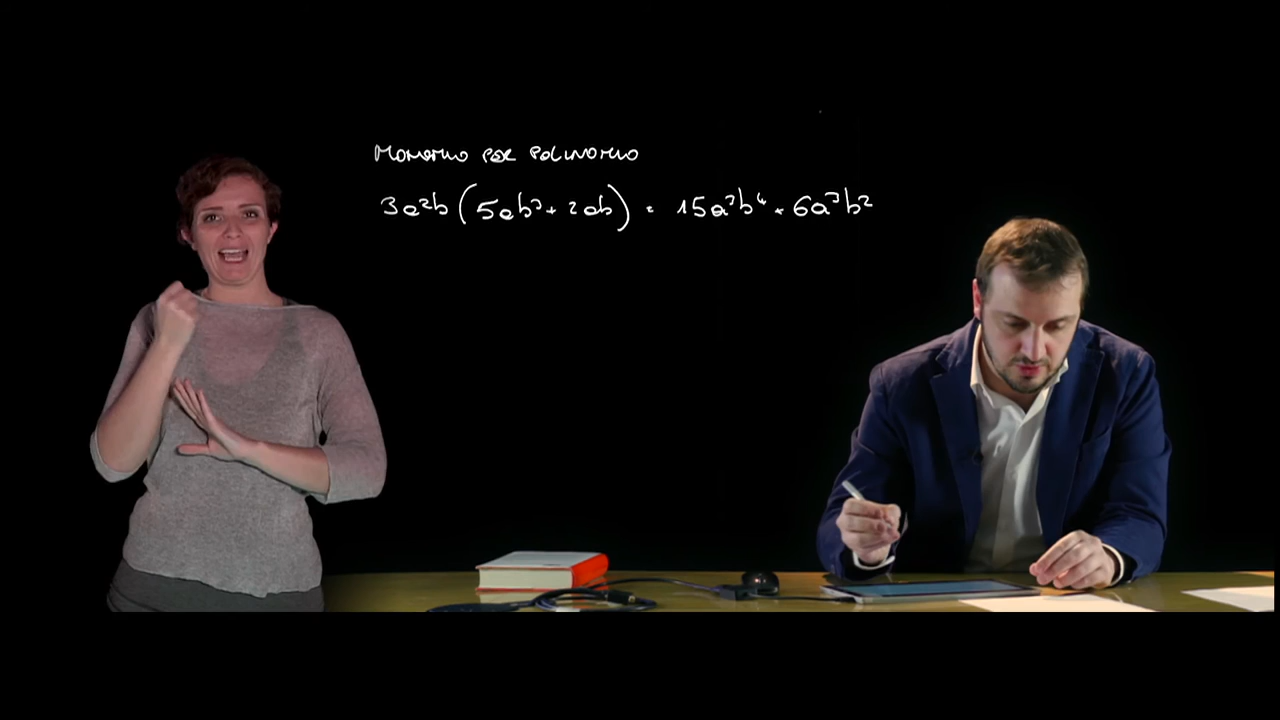 MONOMIO PER POLINOMIO
3a²b (5ab³ + 2ab) = 15a³b⁴ + 6a³b²